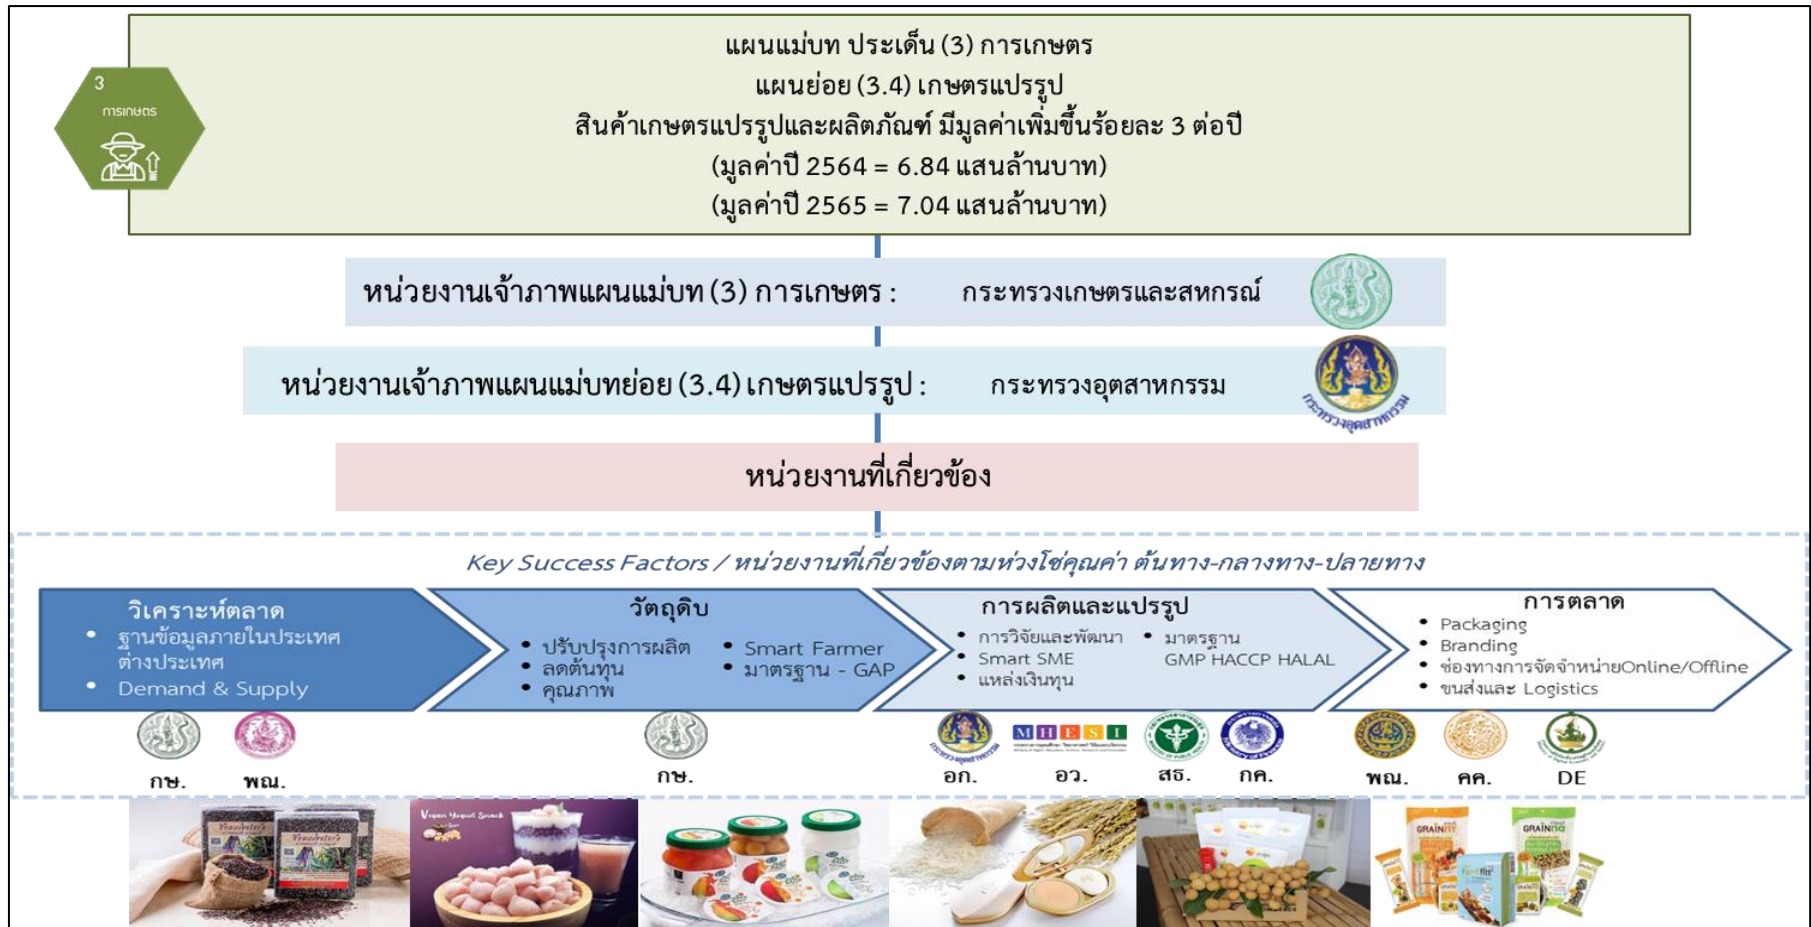 แผนแม่บท ประเด็น (3) การเกษตร
แผนย่อย (3.4) เกษตรแปรรูป
สินค้าเกษตรแปรรูปและผลิตภัณฑ์ มีมูลค่าเพิ่มขึ้นร้อยละ 3 ต่อปี
(มูลค่าปี 2564 = 6.84 แสนล้านบาท)
(มูลค่าปี 2565 = 7.04 แสนล้านบาท)
3
การเกษตร
หน่วยงานเจ้าภาพแผนแม่บท (3) การเกษตร : กระทรวงเกษตรและสหกรณ์
หน่วยงานเจ้าภาพแผนแม่บทย่อย (3.4) เกษตรแปรรูป : กระทรวงอุตสาหกรรม
กระทรวงอุตสาหกรรม
หน่วยงานที่เกี่ยวข้อง
Key Success Factors / หน่วยงานที่เกี่ยวข้องตามห่วงโซ่คุณค่า ต้นทาง-กลางทาง-ปลายทาง
วิเคราะห์ตลาด
• ฐานข้อมูลภายในประเทศ
ต่างประเทศ
• Demand & Supply
วัตถุดิบ
• ปรับปรุงการผลิต
• ลดต้นทุน
• คุณภาพ
• Smart Farmer
• มาตรฐาน - GAP
การผลิตและแปรรูป
• การวิจัยและพัฒนา
• Smart SME
• แหล่งเงินทุน
• มาตรฐาน
GMP HACCP HALAL
การตลาด
• Packaging
• Branding
• ช่องทางการจัดจำหน่ายOnline/Offline
• ขนส่งและ Logistics
MHESI
กษ.
พณ.
กษ.
อก.
อว.
สธ.
กค.
พณ.
คค.
DE
Vegan Yogurt Snack
GRAINNY
GRAINNY